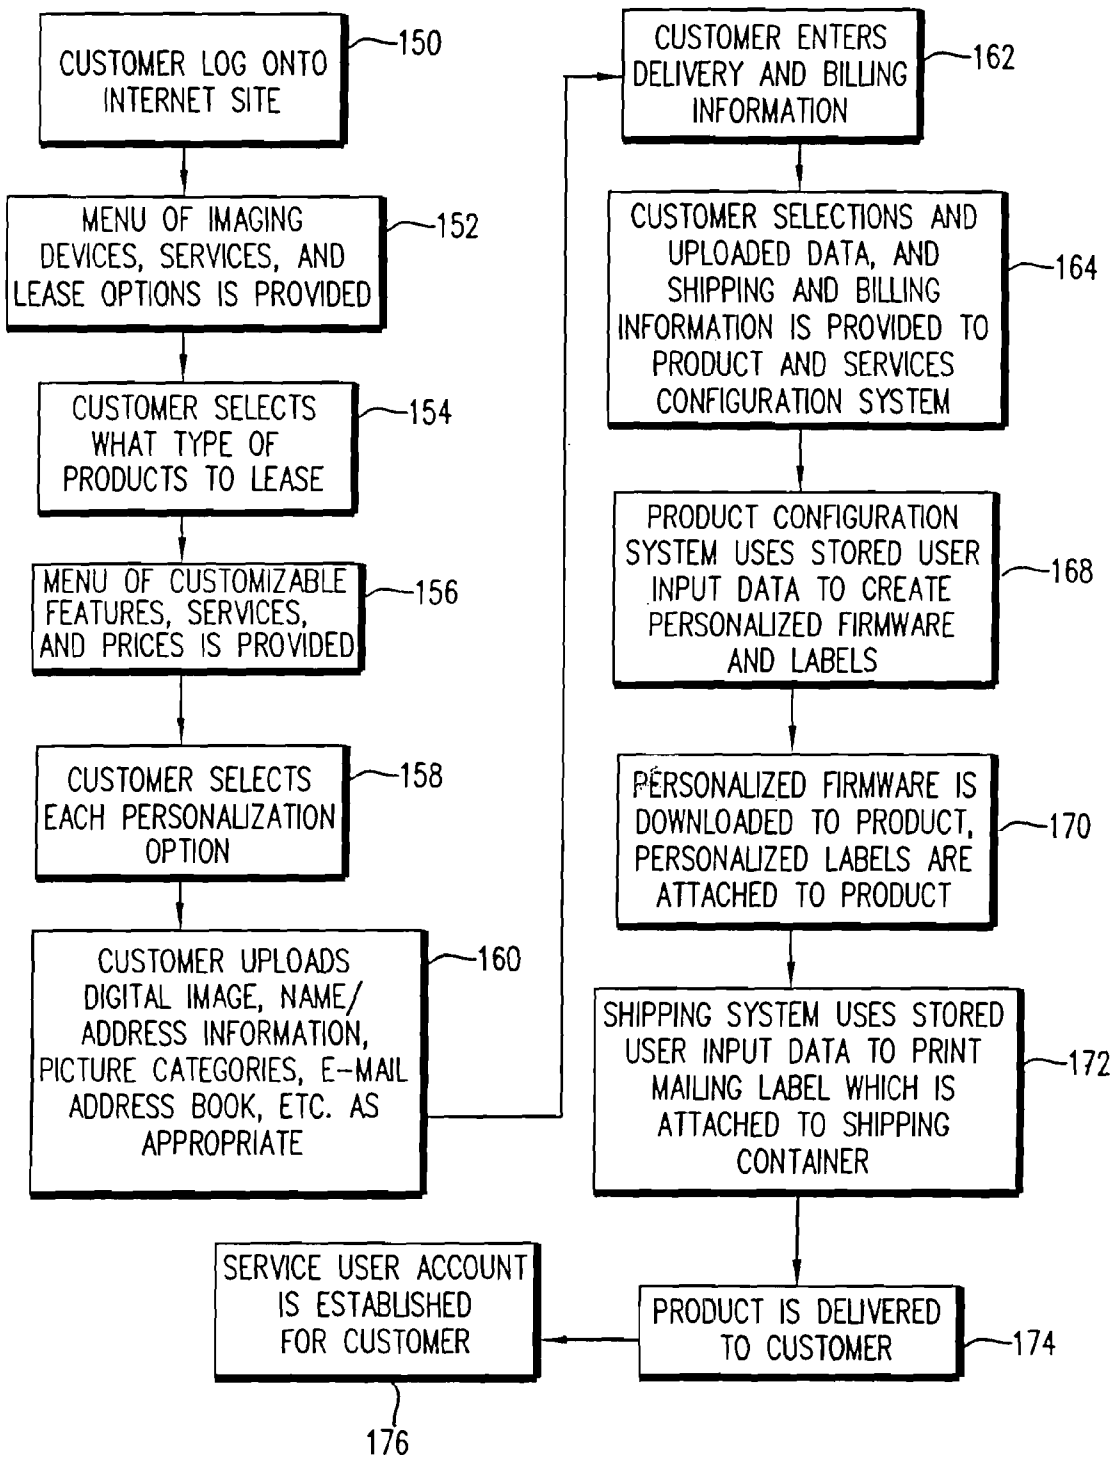 CUSTOMER LOG ONTO
INTERNET SITE
150
MENU OF IMAGING
DEVICES, SERVICES, AND
LEASE OPTIONS IS PROVIDED
152
CUSTOMER SELECTS
WHAT TYPE OF
PRODUCTS TO LEASE
154
MENU OF CUSTOMIZABLE
FEATURES, SERVICES,
AND PRICES IS PROVIDED
156
CUSTOMER SELECTS
EACH PERSONALIZATION
OPTION
158
CUSTOMER UPLOADS
DIGITAL IMAGE, NAME/
ADDRESS INFORMATION,
PICTURE CATEGORIES, E-MAIL
ADDRESS BOOK, ETC. AS
APPROPRIATE
160
CUSTOMER ENTERS
DELIVERY AND BILLING
INFORMATION
162
CUSTOMER SELECTIONS AND
UPLOADED DATA, AND
SHIPPING AND BILLING
INFORMATION IS PROVIDED TO
PRODUCT AND SERVICES
CONFIGURATION SYSTEM
164
PRODUCT CONFIGURATION
SYSTEM USES STORED USER
INPUT DATA TO CREATE
PERSONALIZED FIRMWARE
AND LABELS
168
PERSONALIZED FIRMWARE IS
DOWNLOADED TO PRODUCT,
PERSONALIZED LABELS ARE
ATTACHED TO PRODUCT
170
SHIPPING SYSTEM USES STORED
USER INPUT DATA TO PRINT
MAILING LABEL WHICH IS
ATTACHED TO SHIPPING
CONTAINER
172
PRODUCT IS DELIVERED
TO CUSTOMER
174
SERVICE USER ACCOUNT
IS ESTABLISHED
FOR CUSTOMER
176